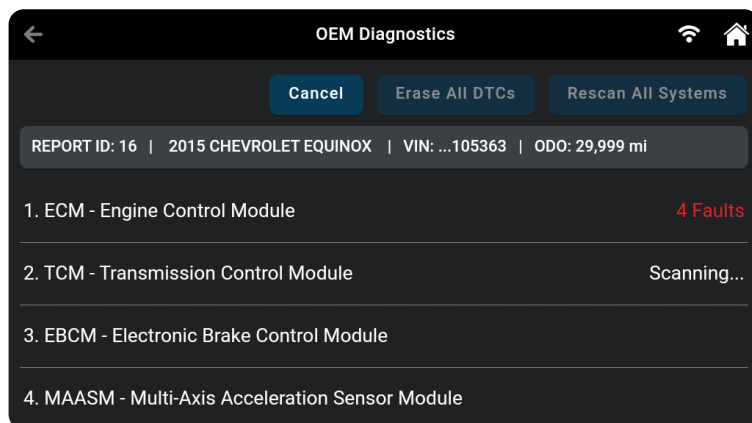 OEM Diagnostics
Cancel Erase All DTCs Rescan All Systems
REPORT ID: 16 | 2015 CHEVROLET EQUINOX | VIN: ...105363 | ODO: 29,999 mi
1. ECM - Engine Control Module 4 Faults
2. TCM - Transmission Control Module Scanning...
3. EBCM - Electronic Brake Control Module
4. MAASM - Multi-Axis Acceleration Sensor Module